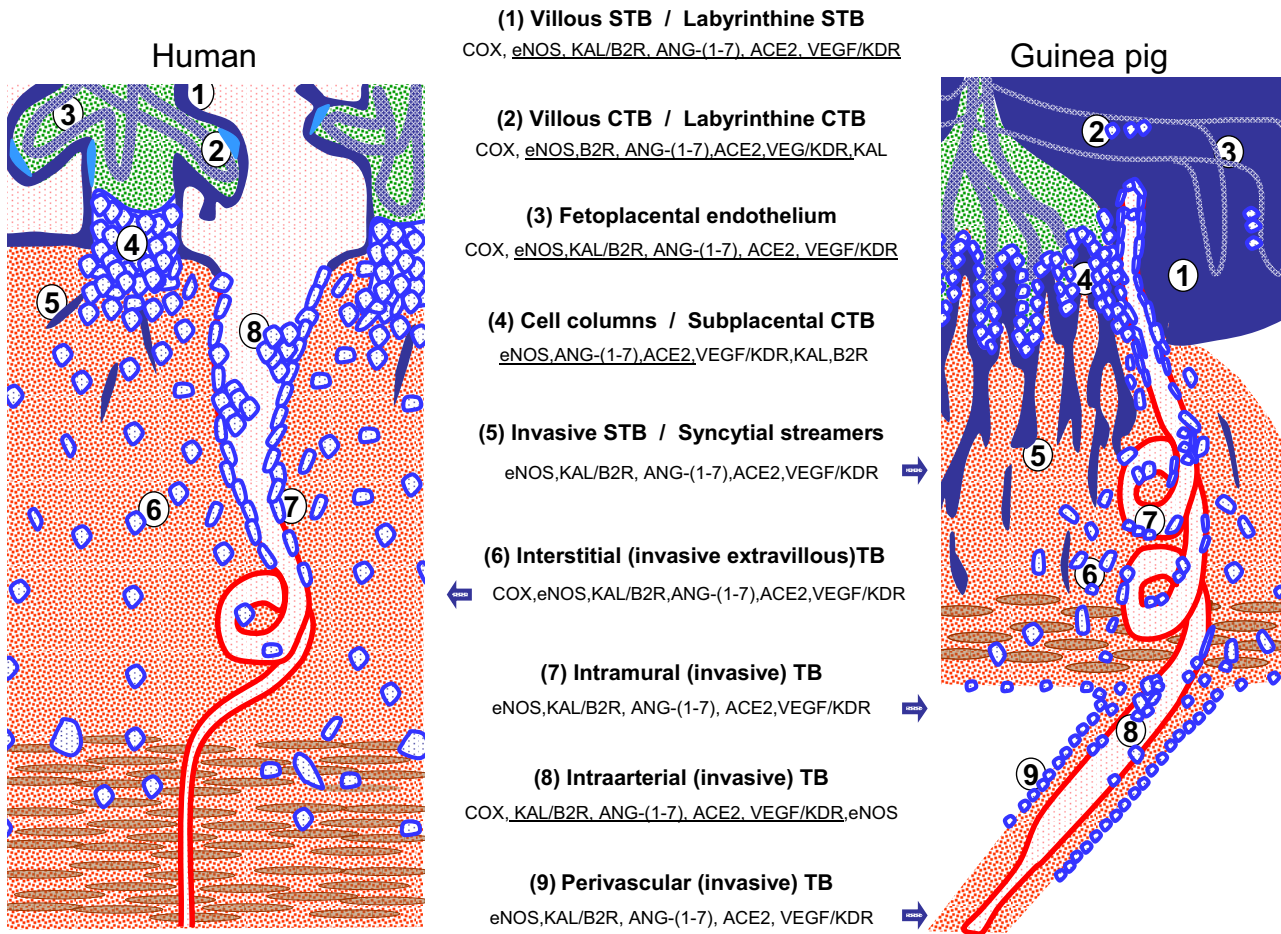 Human
Guinea pig
(1) Villous STB / Labyrinthine STB
COX, eNOS, KAL/B2R, ANG-(1-7), ACE2, VEGF/KDR
(2) Villous CTB / Labyrinthine CTB
COX, eNOS,B2R, ANG-(1-7),ACE2,VEG/KDR,KAL
(3) Fetoplacental endothelium
COX, eNOS,KAL/B2R, ANG-(1-7), ACE2, VEGF/KDR
(4) Cell columns / Subplacental CTB
eNOS,ANG-(1-7),ACE2,VEGF/KDR,KAL,B2R
(5) Invasive STB / Syncytial streamers
eNOS,KAL/B2R, ANG-(1-7),ACE2,VEGF/KDR
(6) Interstitial (invasive extravillous)TB
COX,eNOS,KAL/B2R,ANG-(1-7),ACE2,VEGF/KDR
(7) Intramural (invasive) TB
eNOS,KAL/B2R, ANG-(1-7), ACE2,VEGF/KDR
(8) Intraarterial (invasive) TB
COX, KAL/B2R, ANG-(1-7), ACE2, VEGF/KDR,eNOS
(9) Perivascular (invasive) TB
eNOS,KAL/B2R, ANG-(1-7), ACE2, VEGF/KDR
1
3
2
4
5
8
6
7
2
3
1
4
5
7
6
8
9